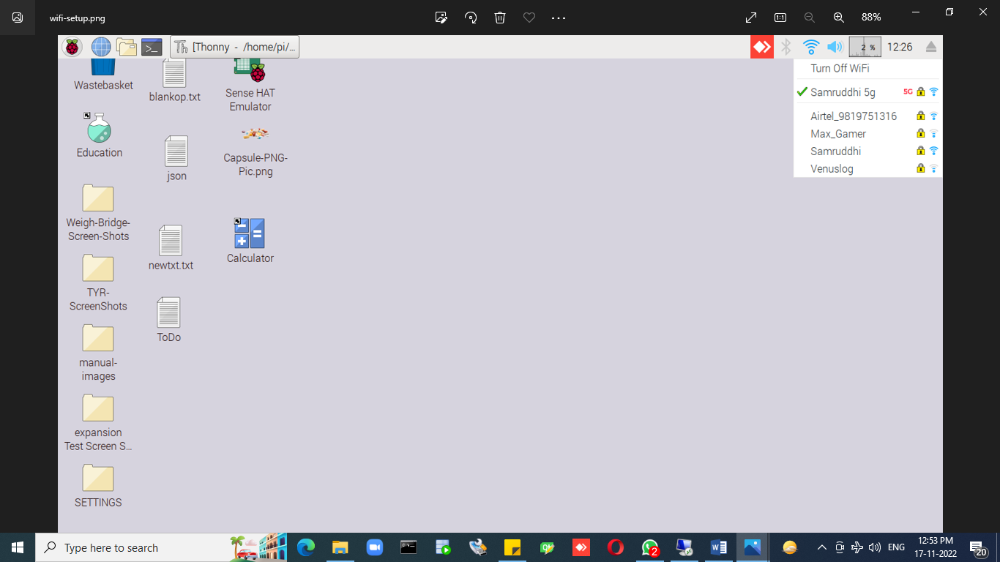 wifi-setup.png
88%
[Thonny - /home/pi/...
2 %
12:26
Turn Off WiFi
Samruddhi 5g
5G
Airtel_9819751316
Max_Gamer
Samruddhi
Venuslog
Wastebasket
blankop.txt
Sense HAT
Emulator
Education
json
Capsule-PNG-
Pic.png
Weigh-Bridge-
Screen-Shots
newtxt.txt
Calculator
TYR-
ScreenShots
ToDo
manual-
images
expansion
Test Screen S...
SETTINGS
Type here to search
2
ENG
12:53 PM
17-11-2022
20